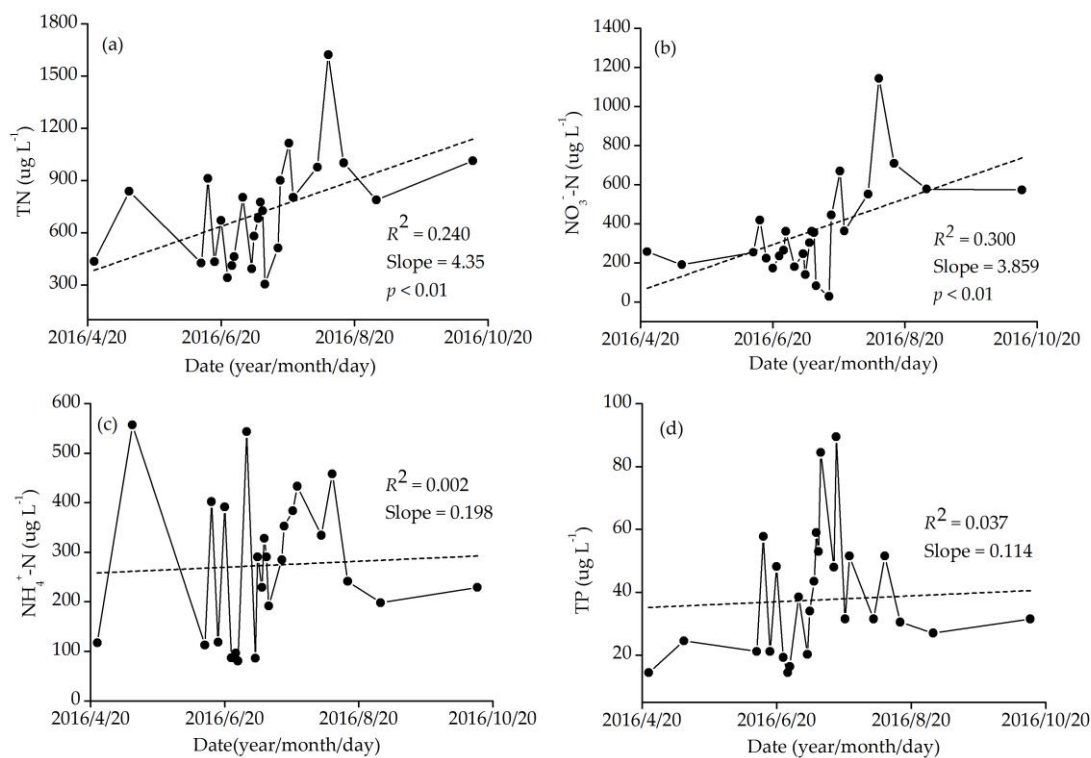 (a)
1800
1500
1200
900
600
300
TN (ug L⁻¹)
R² = 0.240
Slope = 4.35
p < 0.01
2016/4/20 2016/6/20 2016/8/20 2016/10/20
Date (year/month/day)
(b)
1400
1200
1000
800
600
400
200
0
NO₃⁻-N (ug L⁻¹)
R² = 0.300
Slope = 3.859
p < 0.01
2016/4/20 2016/6/20 2016/8/20 2016/10/20
Date (year/month/day)
(c)
600
500
400
300
200
100
0
NH₄⁺-N (ug L⁻¹)
R² = 0.002
Slope = 0.198
2016/4/20 2016/6/20 2016/8/20 2016/10/20
Date(year/month/day)
(d)
100
80
60
40
20
TP (ug L⁻¹)
R² = 0.037
Slope = 0.114
2016/4/20 2016/6/20 2016/8/20 2016/10/20
Date (year/month/day)